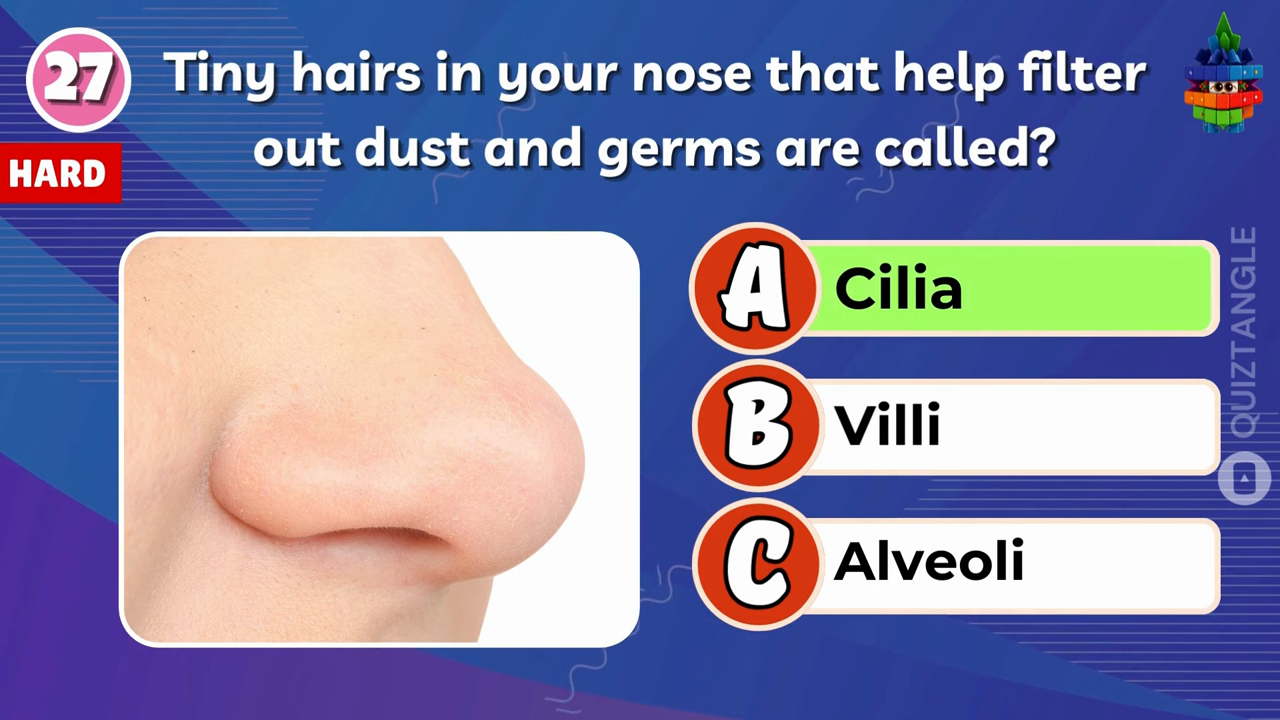 27
Tiny hairs in your nose that help filter
out dust and germs are called?
HARD
A Cilia
B Villi
C Alveoli
QUIZTANGLE